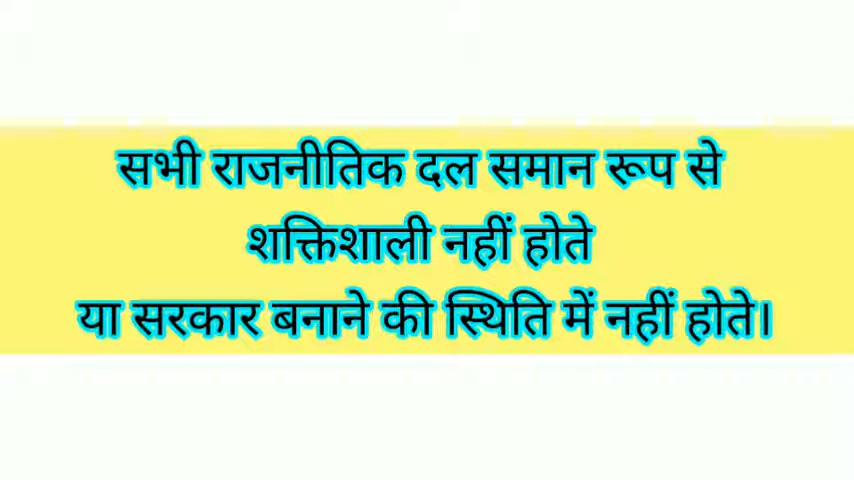 सभी राजनीतिक दल समान रूप से
शक्तिशाली नहीं होते
या सरकार बनाने की स्थिति में नहीं होते।